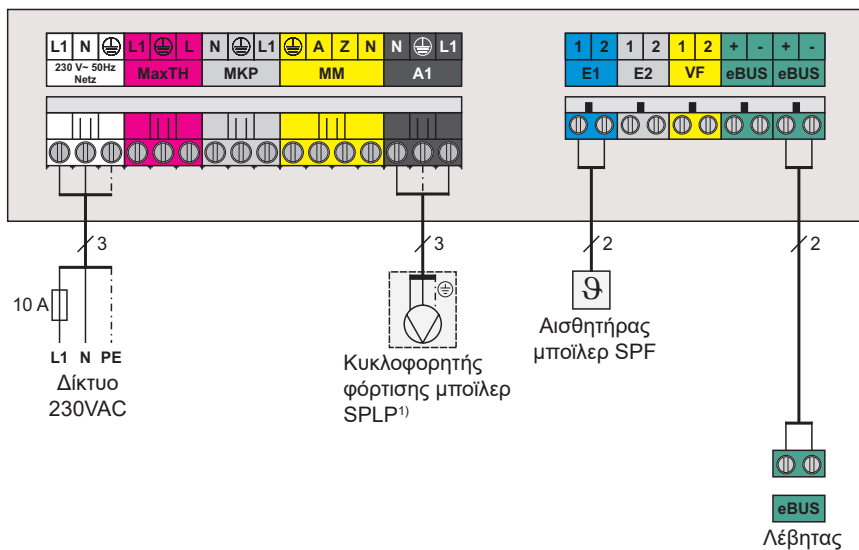 L1 N L1 L N L1 A Z N N L1
230 V~ 50Hz
Netz
MaxTH MKP MM A1
1 2 1 2 1 2 + - + -
E1 E2 VF eBUS eBUS
3
3
2
2
10 A
L1 N PE
Δίκτυο
230VAC
Κυκλοφορητής
φόρτισης μποϊλερ
SPLP1)
ϑ
Αισθητήρας
μποϊλερ SPF
eBUS
Λέβητας